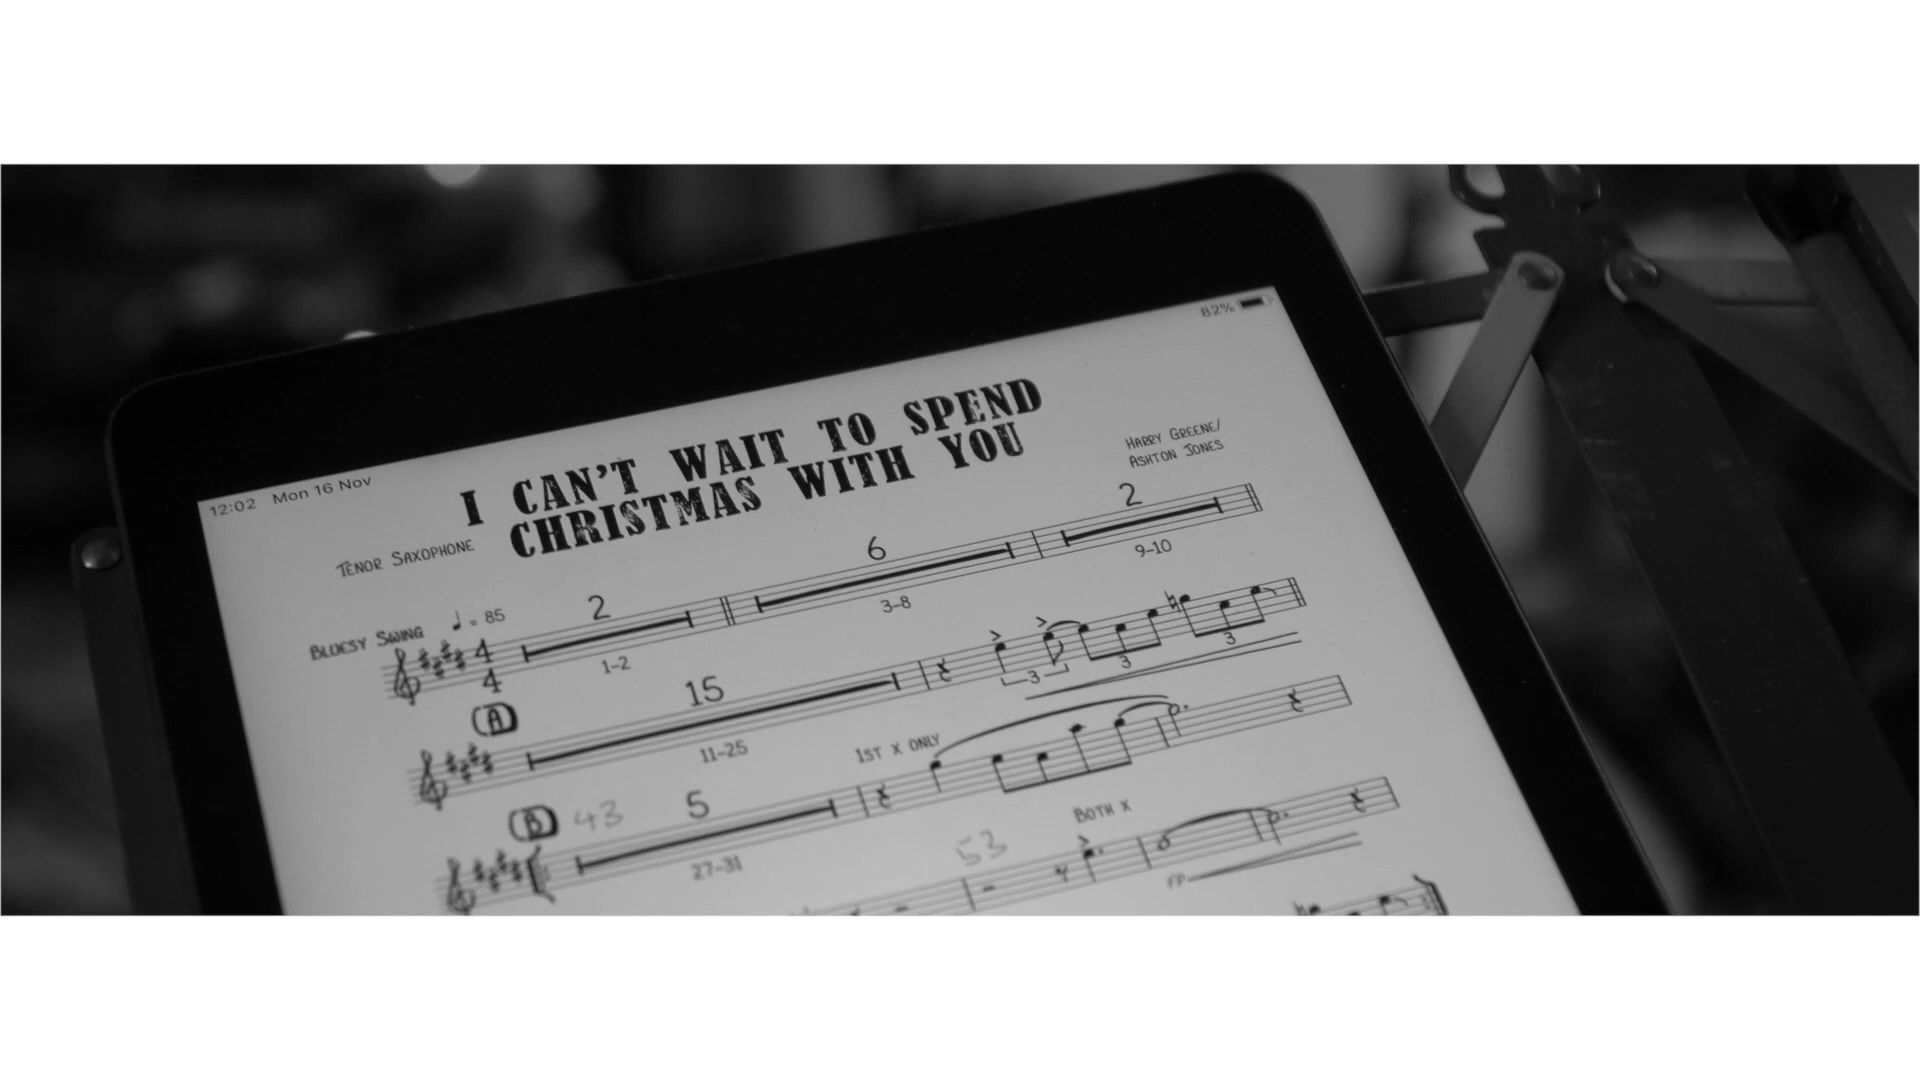 12:02 Mon 16 Nov
82%
I CAN'T WAIT TO SPEND
CHRISTMAS WITH YOU
HARRY GREENE/
ASHTON JONES
TENOR SAXOPHONE
BLUESY SWING ♩ = 85
4
4
2
1-2
6
3-8
2
9-10
A
15
11-25
3
3
3
B
43
5
27-31
1ST X ONLY
53
BOTH X
FP